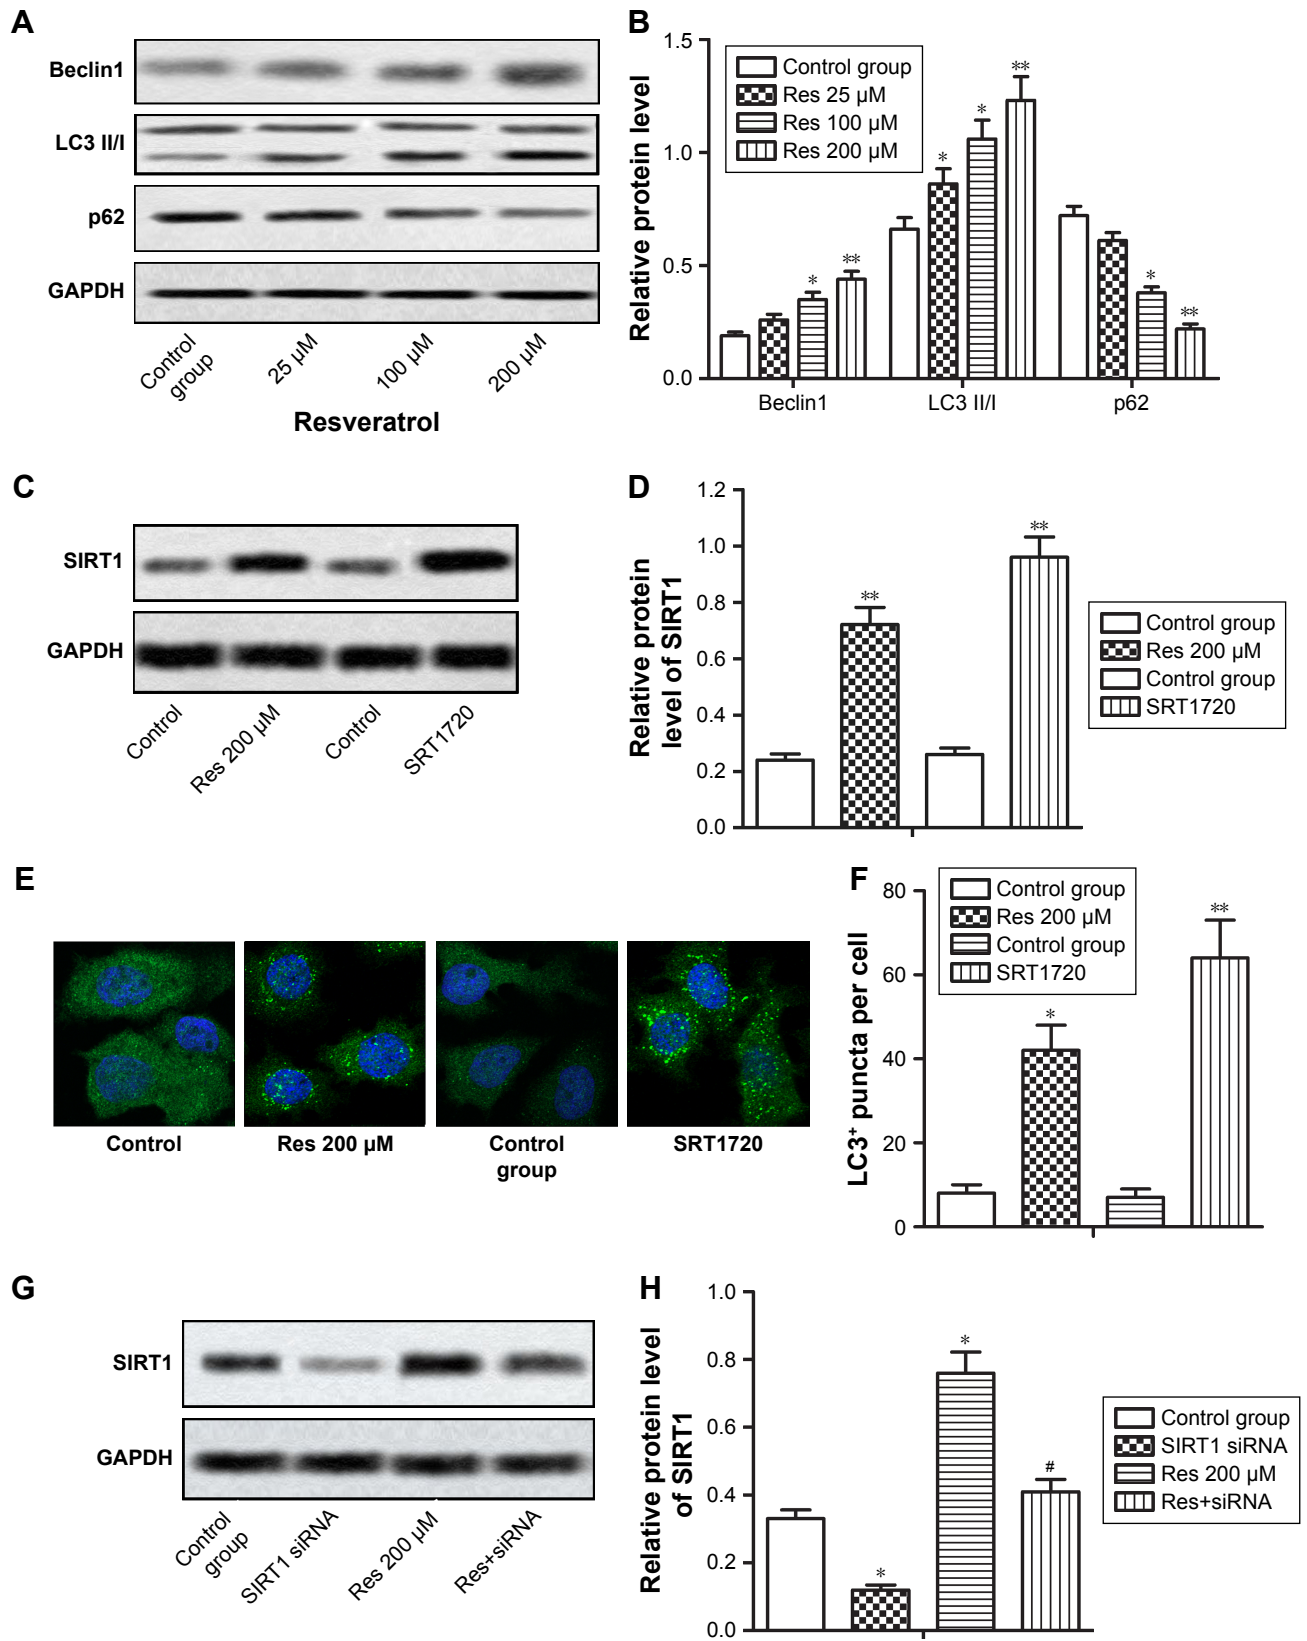 A
Beclin1
LC3 II/I
p62
GAPDH
Control
group
25 µM
100 µM
200 µM
Resveratrol
B
Relative protein level
1.5
1.0
0.5
0.0
Control group
Res 25 µM
Res 100 µM
Res 200 µM
*
**
*
*
**
*
**
Beclin1
LC3 II/I
p62
C
SIRT1
GAPDH
Control
Res 200 µM
Control
SRT1720
D
Relative protein
level of SIRT1
1.2
1.0
0.8
0.6
0.4
0.2
0.0
**
**
Control group
Res 200 µM
Control group
SRT1720
E
Control
Res 200 µM
Control
group
SRT1720
F
LC3⁺ puncta per cell
80
60
40
20
0
Control group
Res 200 µM
Control group
SRT1720
*
**
G
SIRT1
GAPDH
Control
group
SIRT1 siRNA
Res 200 µM
Res+siRNA
H
Relative protein level
of SIRT1
1.0
0.8
0.6
0.4
0.2
0.0
*
*
#
Control group
SIRT1 siRNA
Res 200 µM
Res+siRNA